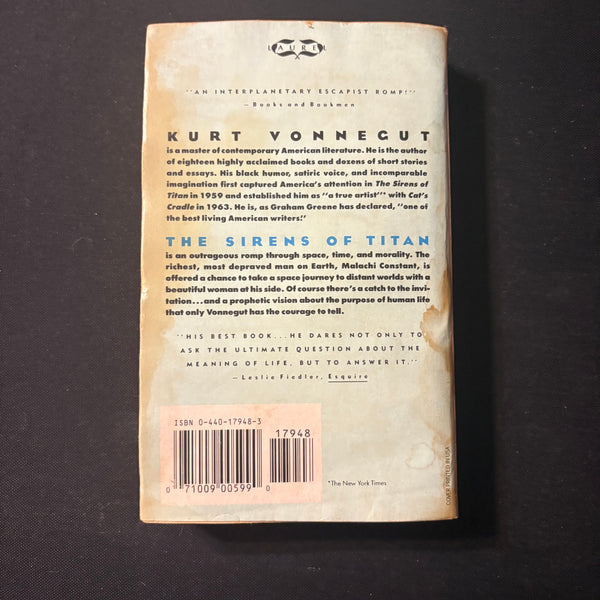 LAUREL
"AN INTERPLANETARY ESCAPIST ROMP!"
—Books and Bookmen
KURT VONNEGUT
is a master of contemporary American literature. He is the author
of eighteen highly acclaimed books and dozens of short stories
and essays. His black humor, satiric voice, and incomparable
imagination first captured America's attention in The Sirens of
Titan in 1959 and established him as "a true artist"* with Cat's
Cradle in 1963. He is, as Graham Greene has declared, "one of
the best living American writers."
THE SIRENS OF TITAN
is an outrageous romp through space, time, and morality. The
richest, most depraved man on Earth, Malachi Constant, is
offered a chance to take a space journey to distant worlds with a
beautiful woman at his side. Of course there's a catch to the invi-
tation...and a prophetic vision about the purpose of human life
that only Vonnegut has the courage to tell.
"HIS BEST BOOK...HE DARES NOT ONLY TO
ASK THE ULTIMATE QUESTION ABOUT THE
MEANING OF LIFE, BUT TO ANSWER IT."
—Leslie Fiedler, Esquire
ISBN 0-440-17948-3
17948
0 71009 00599 0
*The New York Times
COVER PRINTED IN USA